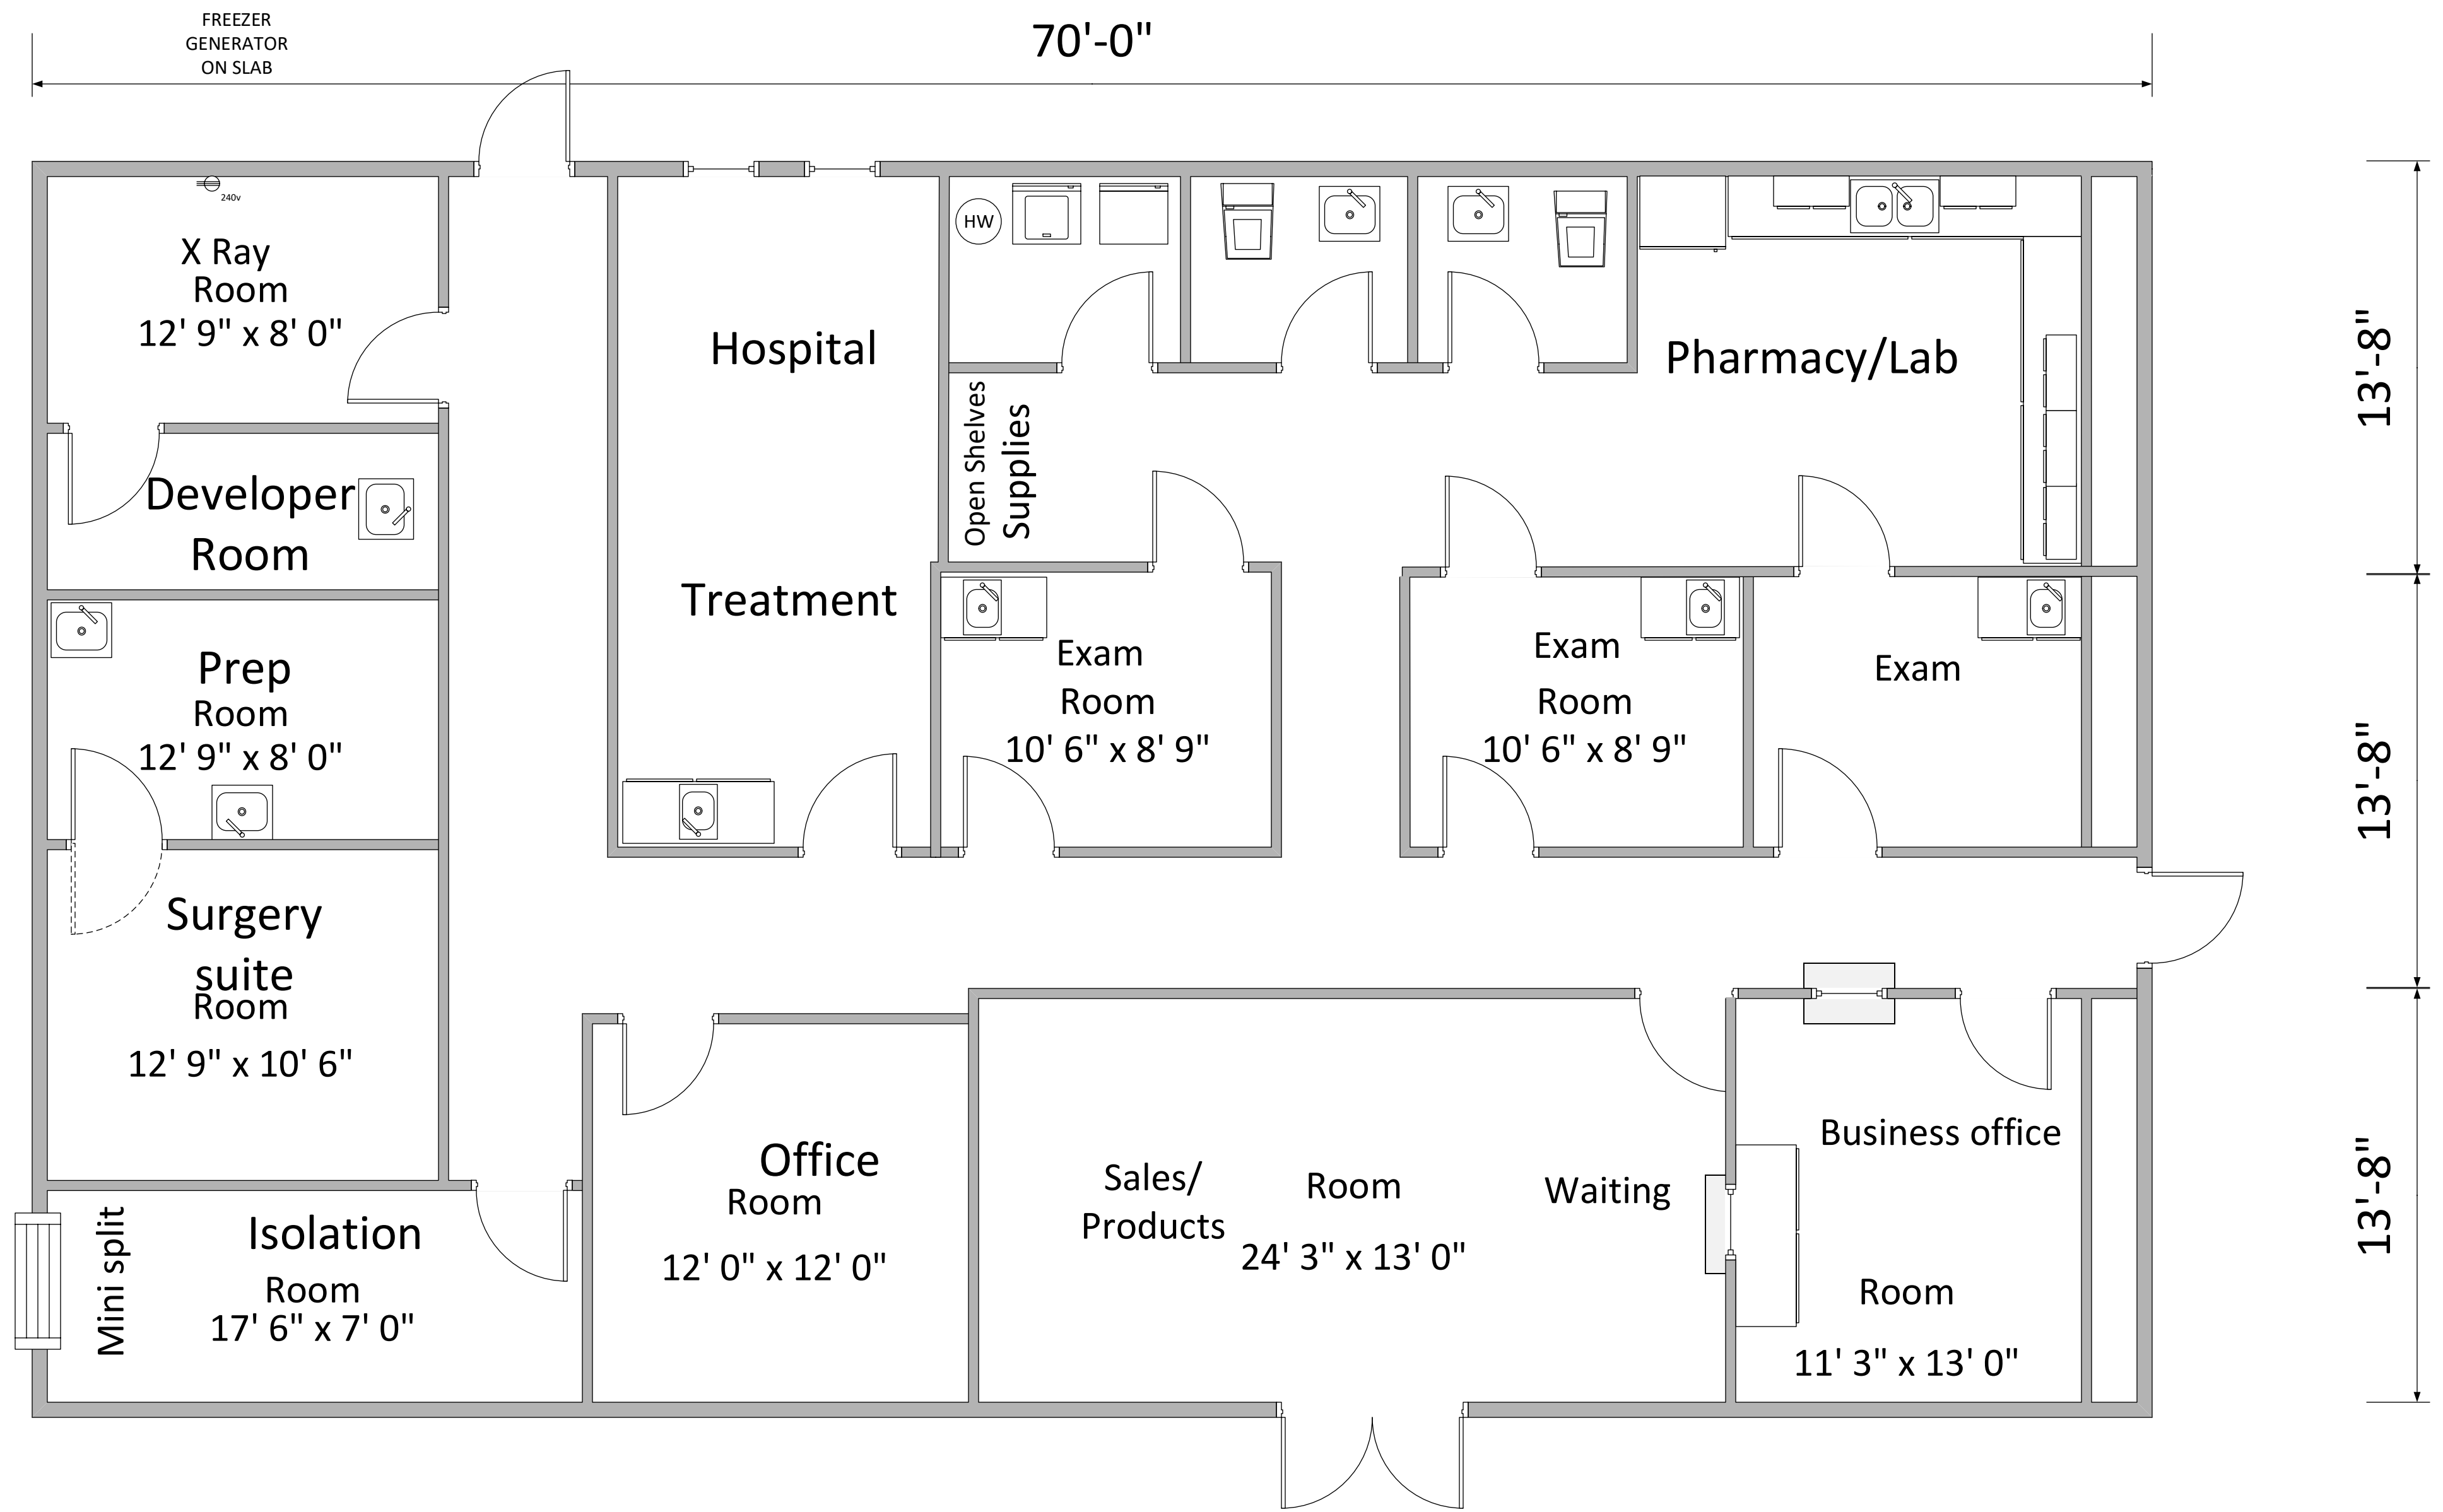 FREEZER
GENERATOR
ON SLAB
70'-0"
240v
X Ray
Room
12' 9" x 8' 0"
Developer
Room
Prep
Room
12' 9" x 8' 0"
Surgery
suite
Room
12' 9" x 10' 6"
Mini split
Isolation
Room
17' 6" x 7' 0"
Hospital
Treatment
HW
Open Shelves
Supplies
Pharmacy/Lab
Exam
Room
10' 6" x 8' 9"
Exam
Room
10' 6" x 8' 9"
Exam
Office
Room
12' 0" x 12' 0"
Sales/
Products
Room
24' 3" x 13' 0"
Waiting
Business office
Room
11' 3" x 13' 0"
13'-8"
13'-8"
13'-8"